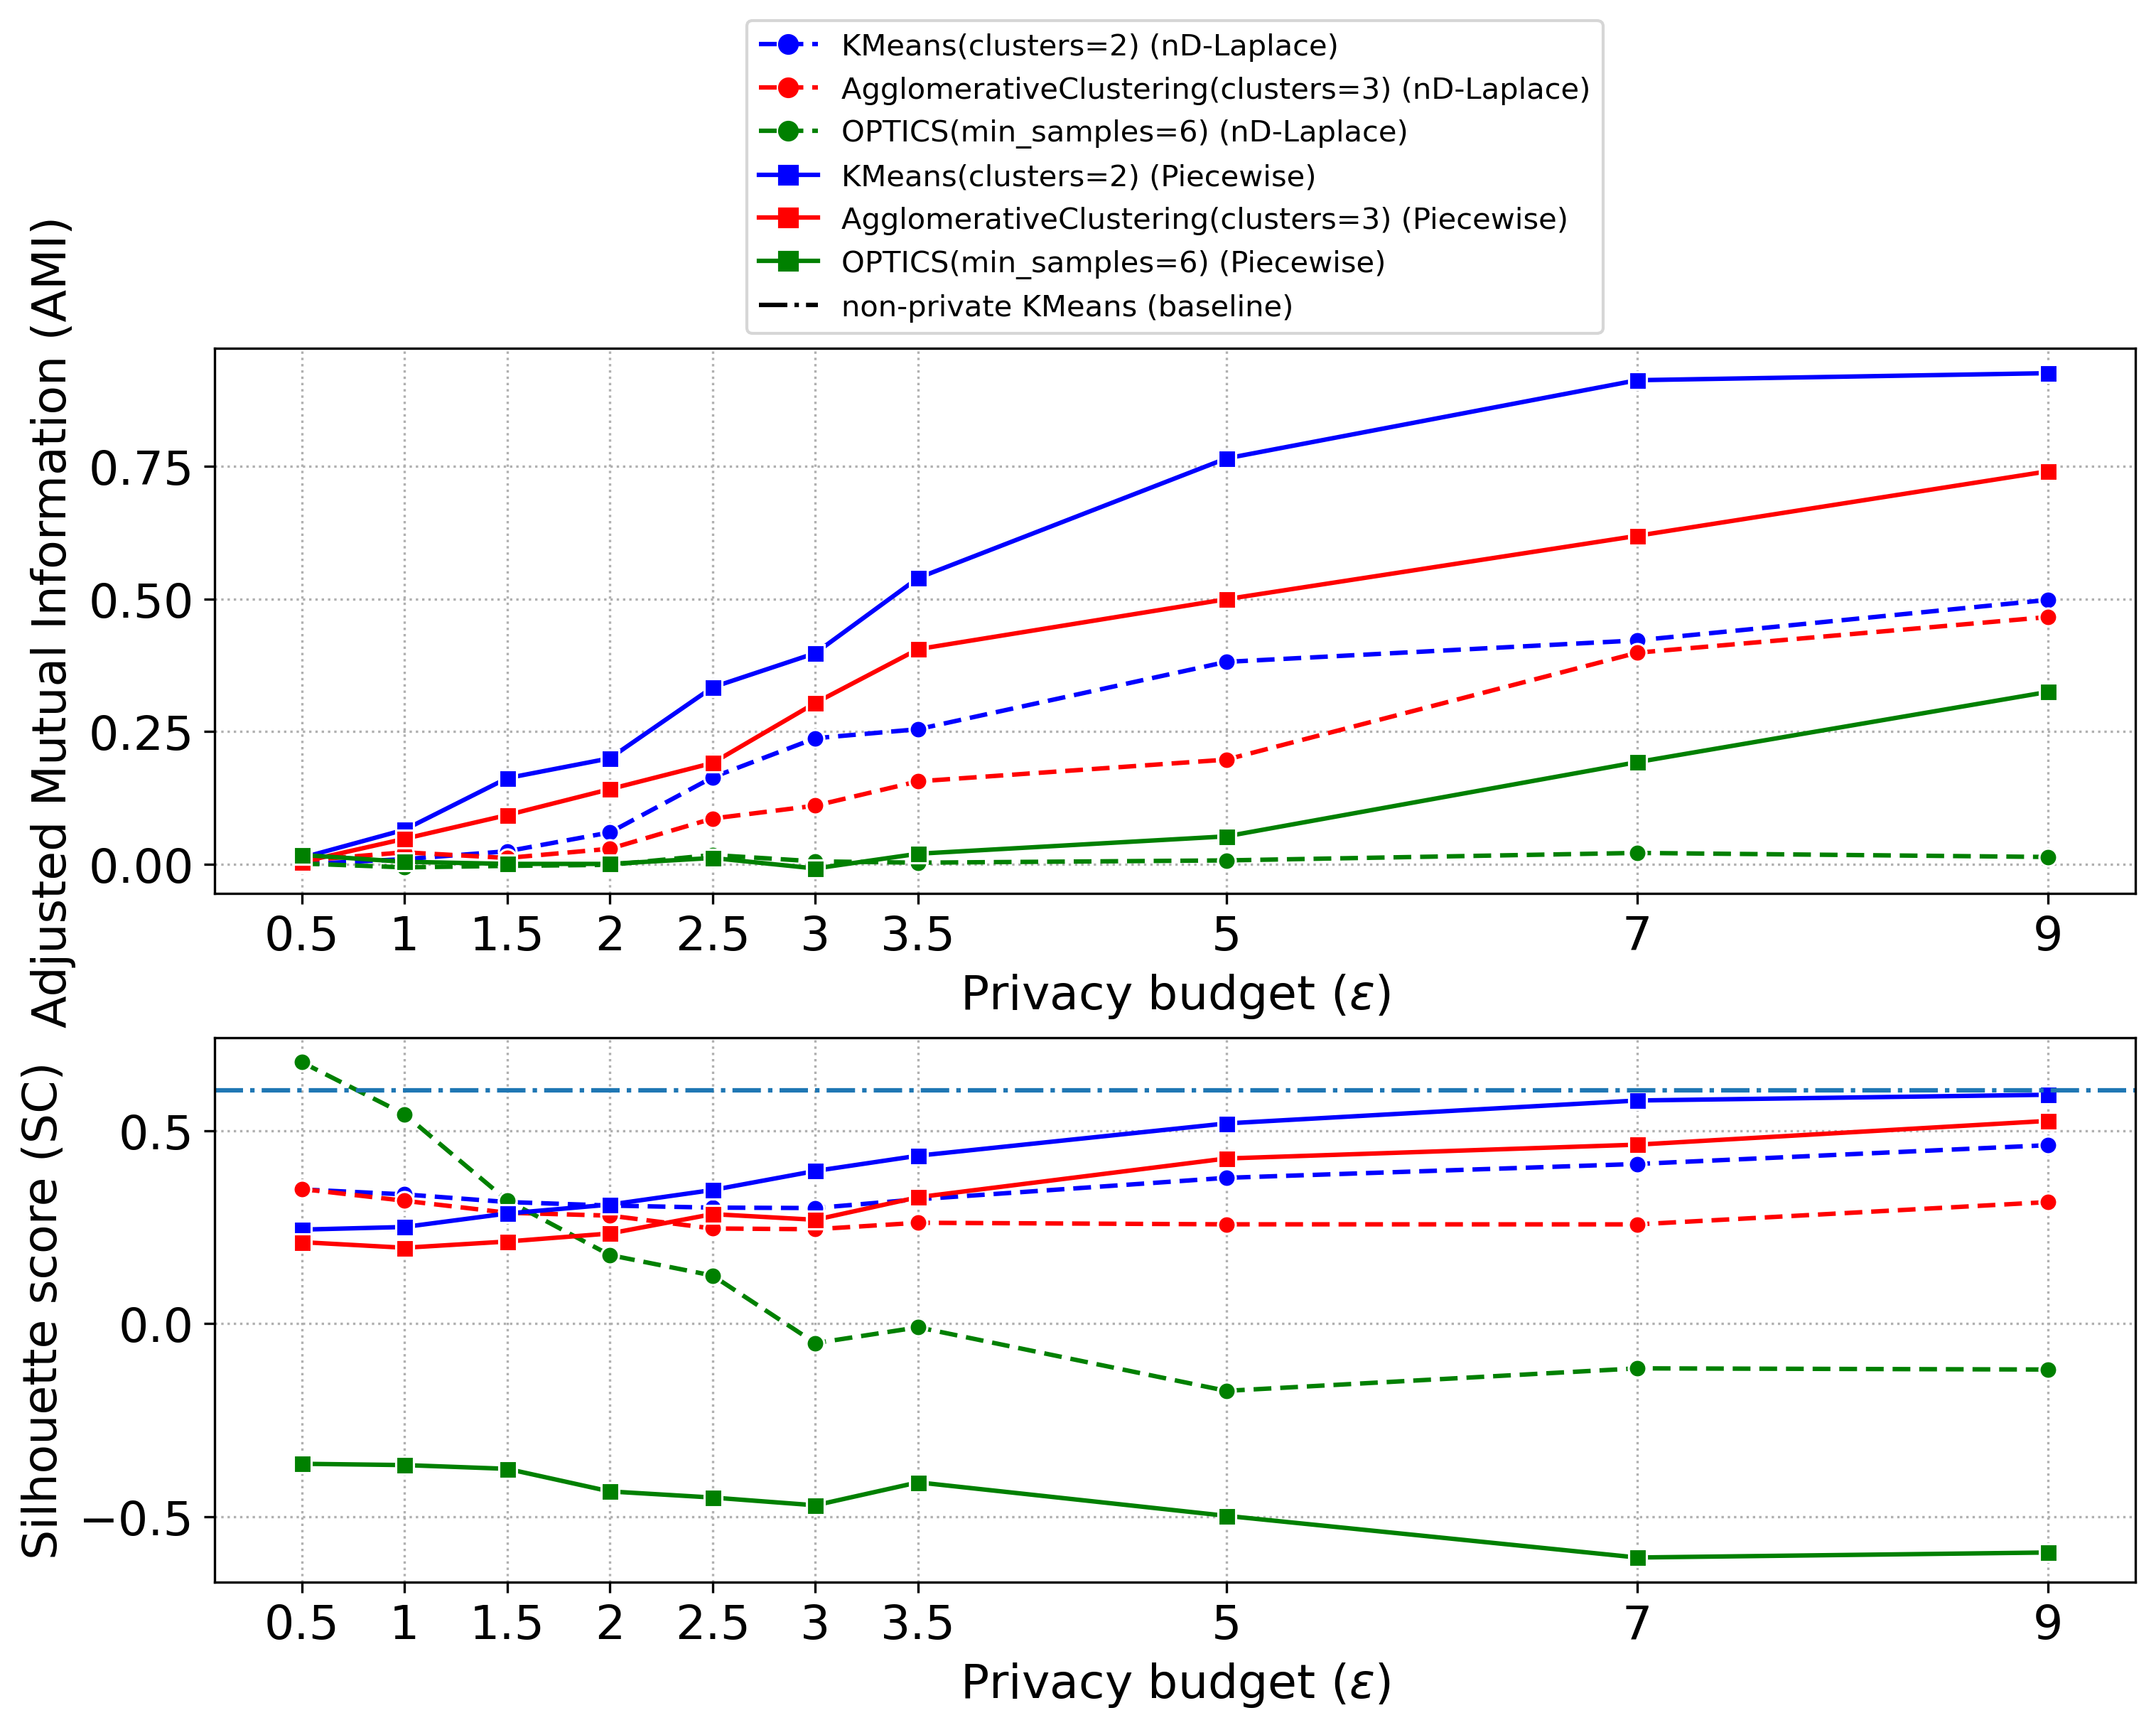 KMeans(clusters=2) (nD-Laplace)
AgglomerativeClustering(clusters=3) (nD-Laplace)
OPTICS(min_samples=6) (nD-Laplace)
KMeans(clusters=2) (Piecewise)
AgglomerativeClustering(clusters=3) (Piecewise)
OPTICS(min_samples=6) (Piecewise)
non-private KMeans (baseline)
Adjusted Mutual Information (AMI)
0.75
0.50
0.25
0.00
0.5 1 1.5 2 2.5 3 3.5 5 7 9
Privacy budget (ε)
Silhouette score (SC)
0.5
0.0
−0.5
0.5 1 1.5 2 2.5 3 3.5 5 7 9
Privacy budget (ε)